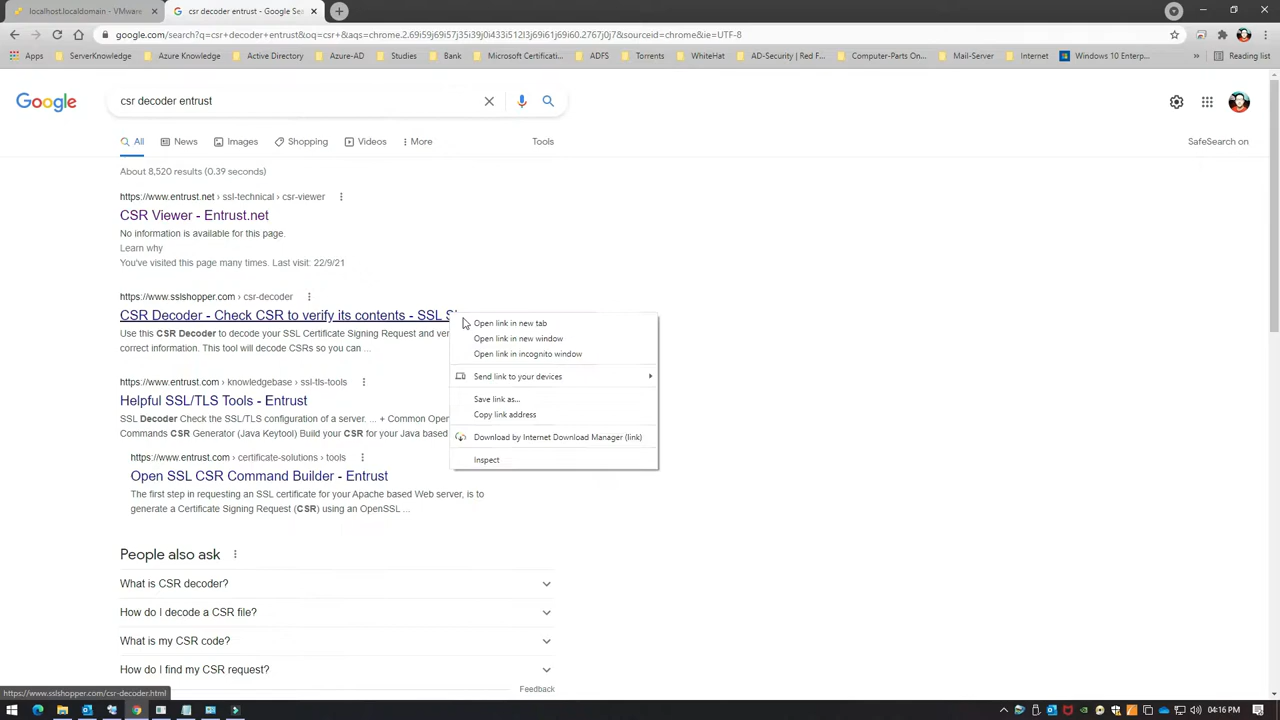 localhost.localdomain - VMware
csr decoder entrust - Google Sea
google.com/search?q=csr+decoder+entrust&oq=csr+&aqs=chrome.2.69i59j69i57j35i39j0i433i512l3j69i61j69i60.2767j0j7&sourceid=chrome&ie=UTF-8
Apps ServerKnowledge Azure Knowledge Active Directory Azure-AD Studies Bank Microsoft Certificati... ADFS Torrents WhiteHat AD-Security | Red F... Computer-Parts On... Mail-Server Internet Windows 10 Enterp... » Reading list
Google
csr decoder entrust
All News Images Shopping Videos More Tools SafeSearch on
About 8,520 results (0.39 seconds)
https://www.entrust.net › ssl-technical › csr-viewer
CSR Viewer - Entrust.net
No information is available for this page.
Learn why
You've visited this page many times. Last visit: 22/9/21
https://www.sslshopper.com › csr-decoder
CSR Decoder - Check CSR to verify its contents - SSL S
Use this CSR Decoder to decode your SSL Certificate Signing Request and ver
correct information. This tool will decode CSRs so you can ...
Open link in new tab
Open link in new window
Open link in incognito window
Send link to your devices
Save link as...
Copy link address
Download by Internet Download Manager (link)
Inspect
https://www.entrust.com › knowledgebase › ssl-tls-tools
Helpful SSL/TLS Tools - Entrust
SSL Decoder Check the SSL/TLS configuration of a server. ... + Common Open
Commands CSR Generator (Java Keytool) Build your CSR for your Java based
https://www.entrust.com › certificate-solutions › tools
Open SSL CSR Command Builder - Entrust
The first step in requesting an SSL certificate for your Apache based Web server, is to
generate a Certificate Signing Request (CSR) using an OpenSSL ...
People also ask
What is CSR decoder?
How do I decode a CSR file?
What is my CSR code?
How do I find my CSR request?
Feedback
https://www.sslshopper.com/csr-decoder.html
04:16 PM